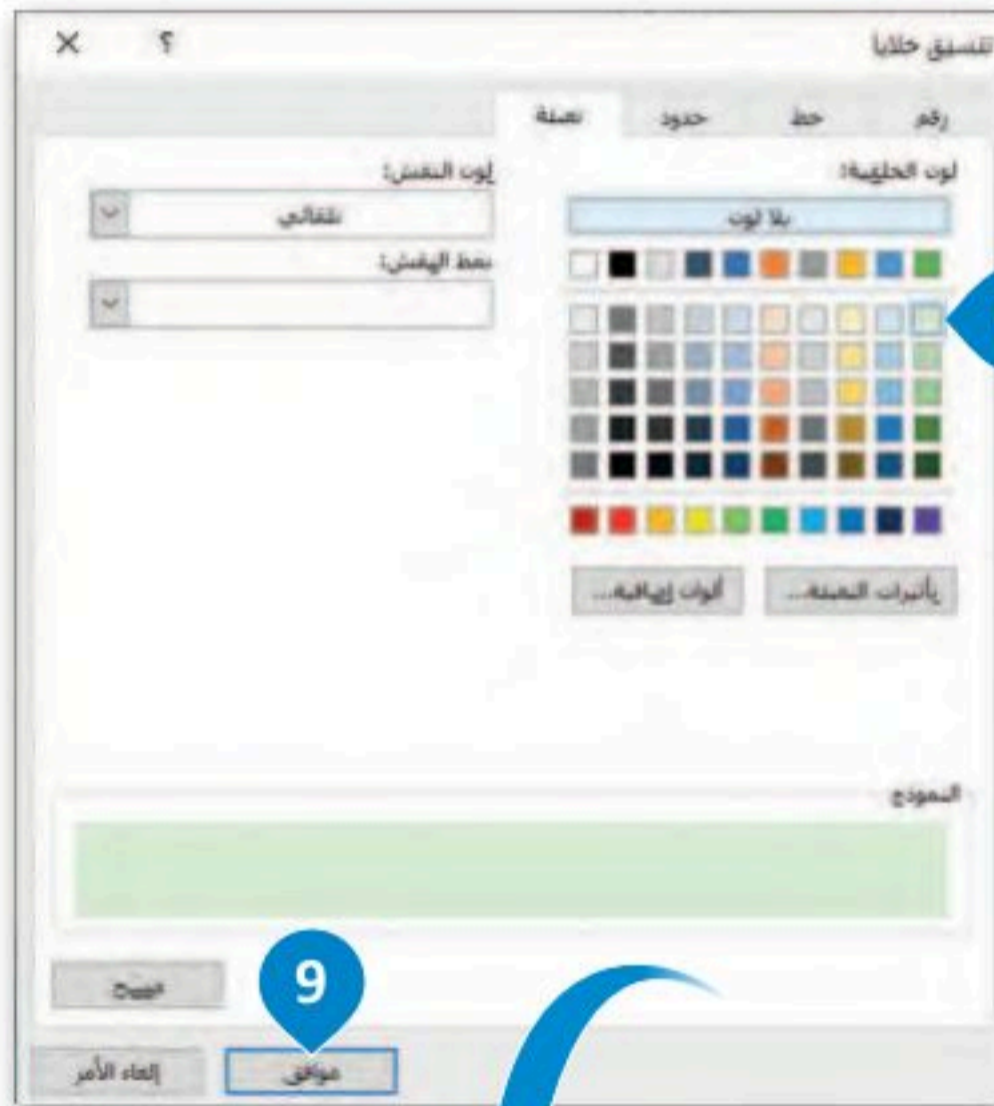 تنسيق خلايا ؟ ×
رقم خط حدود تعبئة
لون الخلفية:
بلا لون
لون النقش:
تلقائي
نمط النقش:
تأثيرات التعبئة... ألوان إضافية...
النموذج
مسح
9
موافق إلغاء الأمر